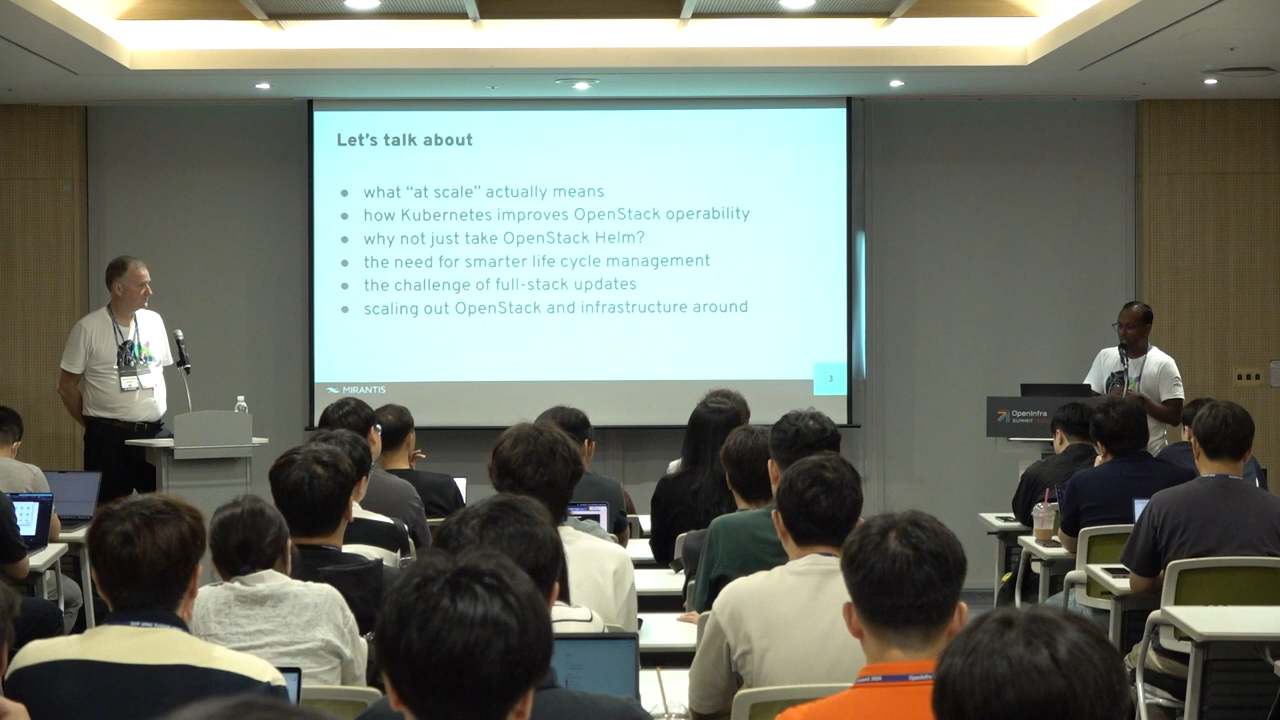 Let's talk about
● what “at scale” actually means
● how Kubernetes improves OpenStack operability
● why not just take OpenStack Helm?
● the need for smarter life cycle management
● the challenge of full-stack updates
● scaling out OpenStack and infrastructure around
MIRANTIS
3
OpenInfra
SUMMIT